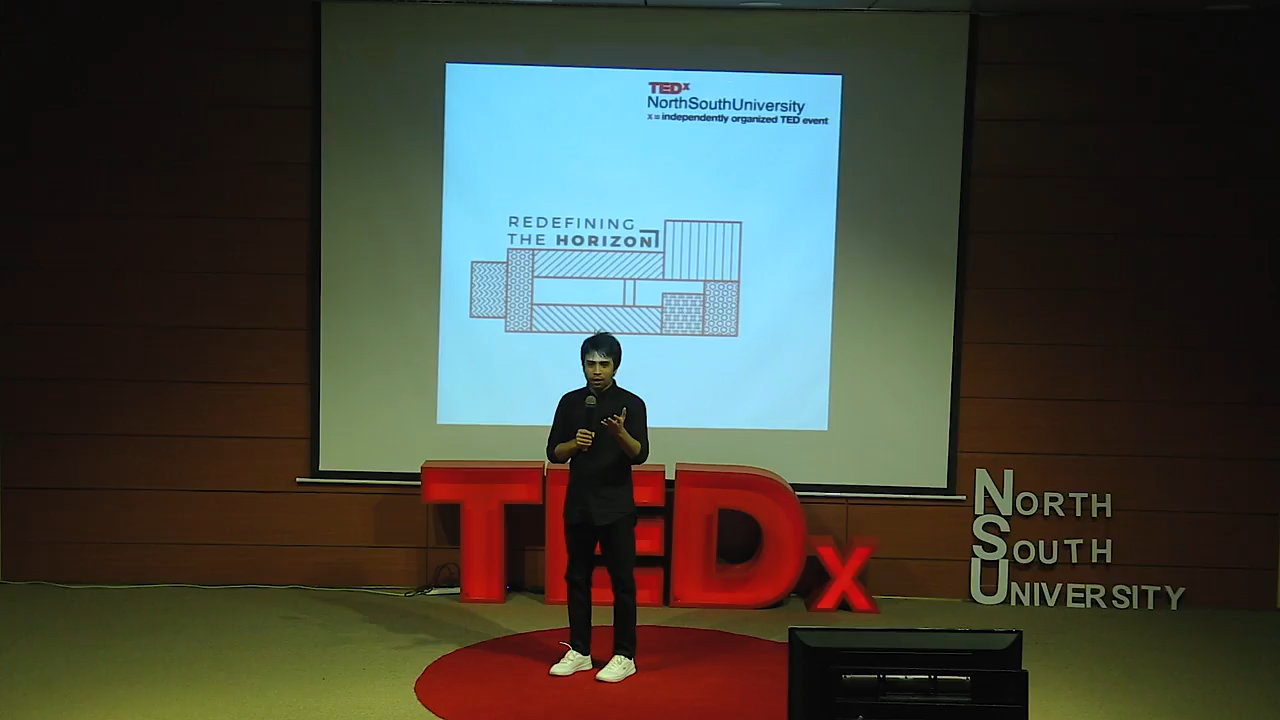 TEDx
NorthSouthUniversity
x = independently organized TED event
REDEFINING
THE HORIZON
TEDx
NORTH
SOUTH
UNIVERSITY